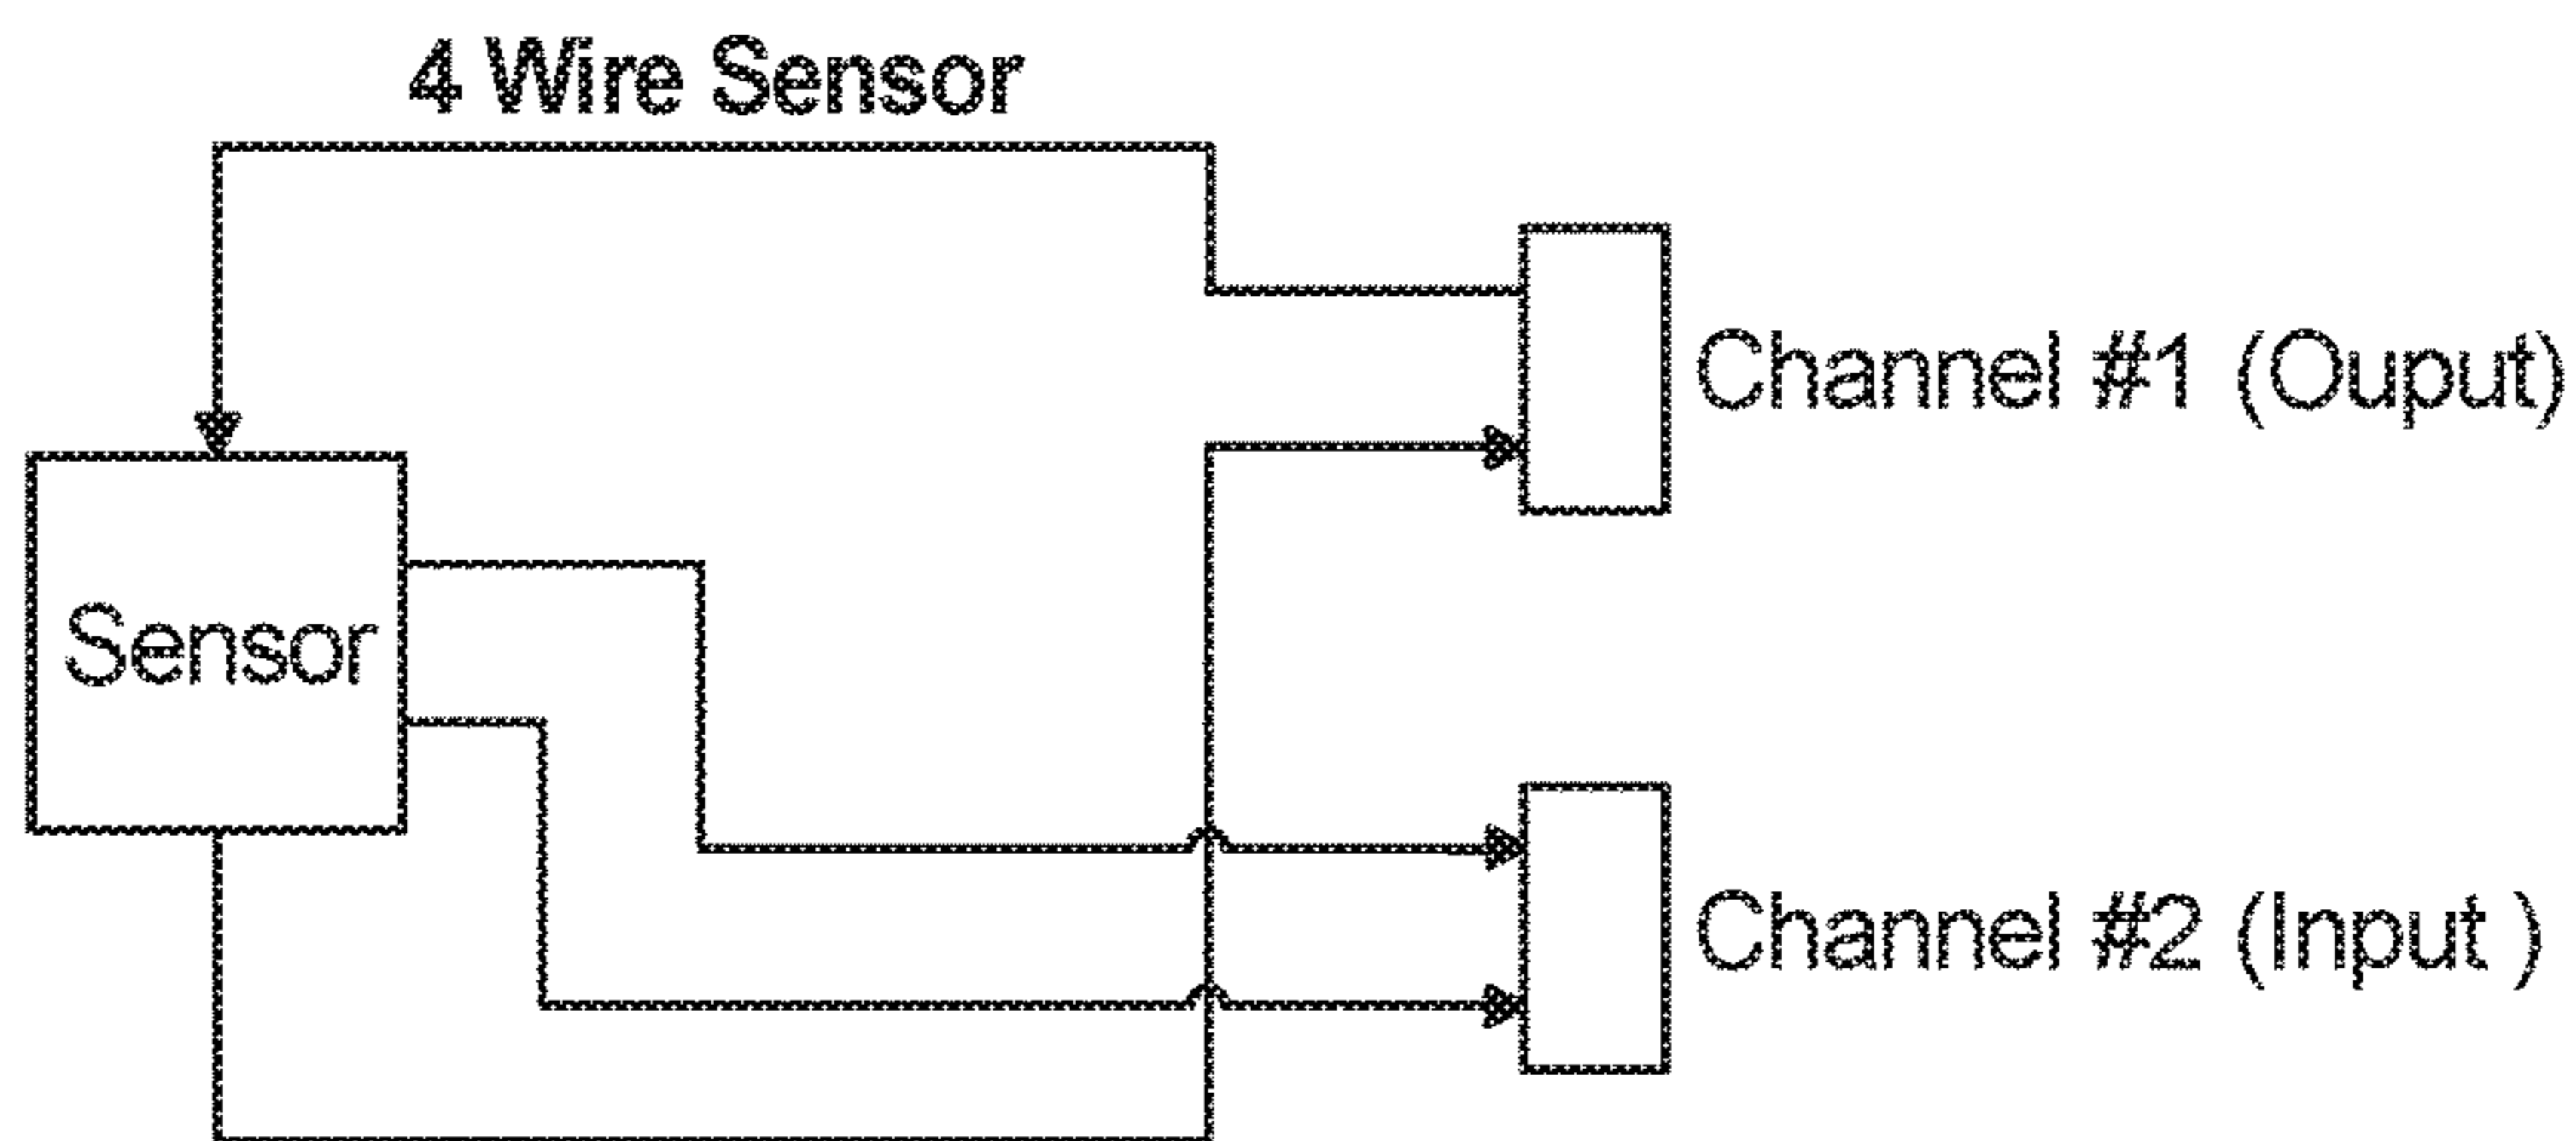 4 Wire Sensor
Channel #1 (Ouput)
Sensor
Channel #2 (Input )